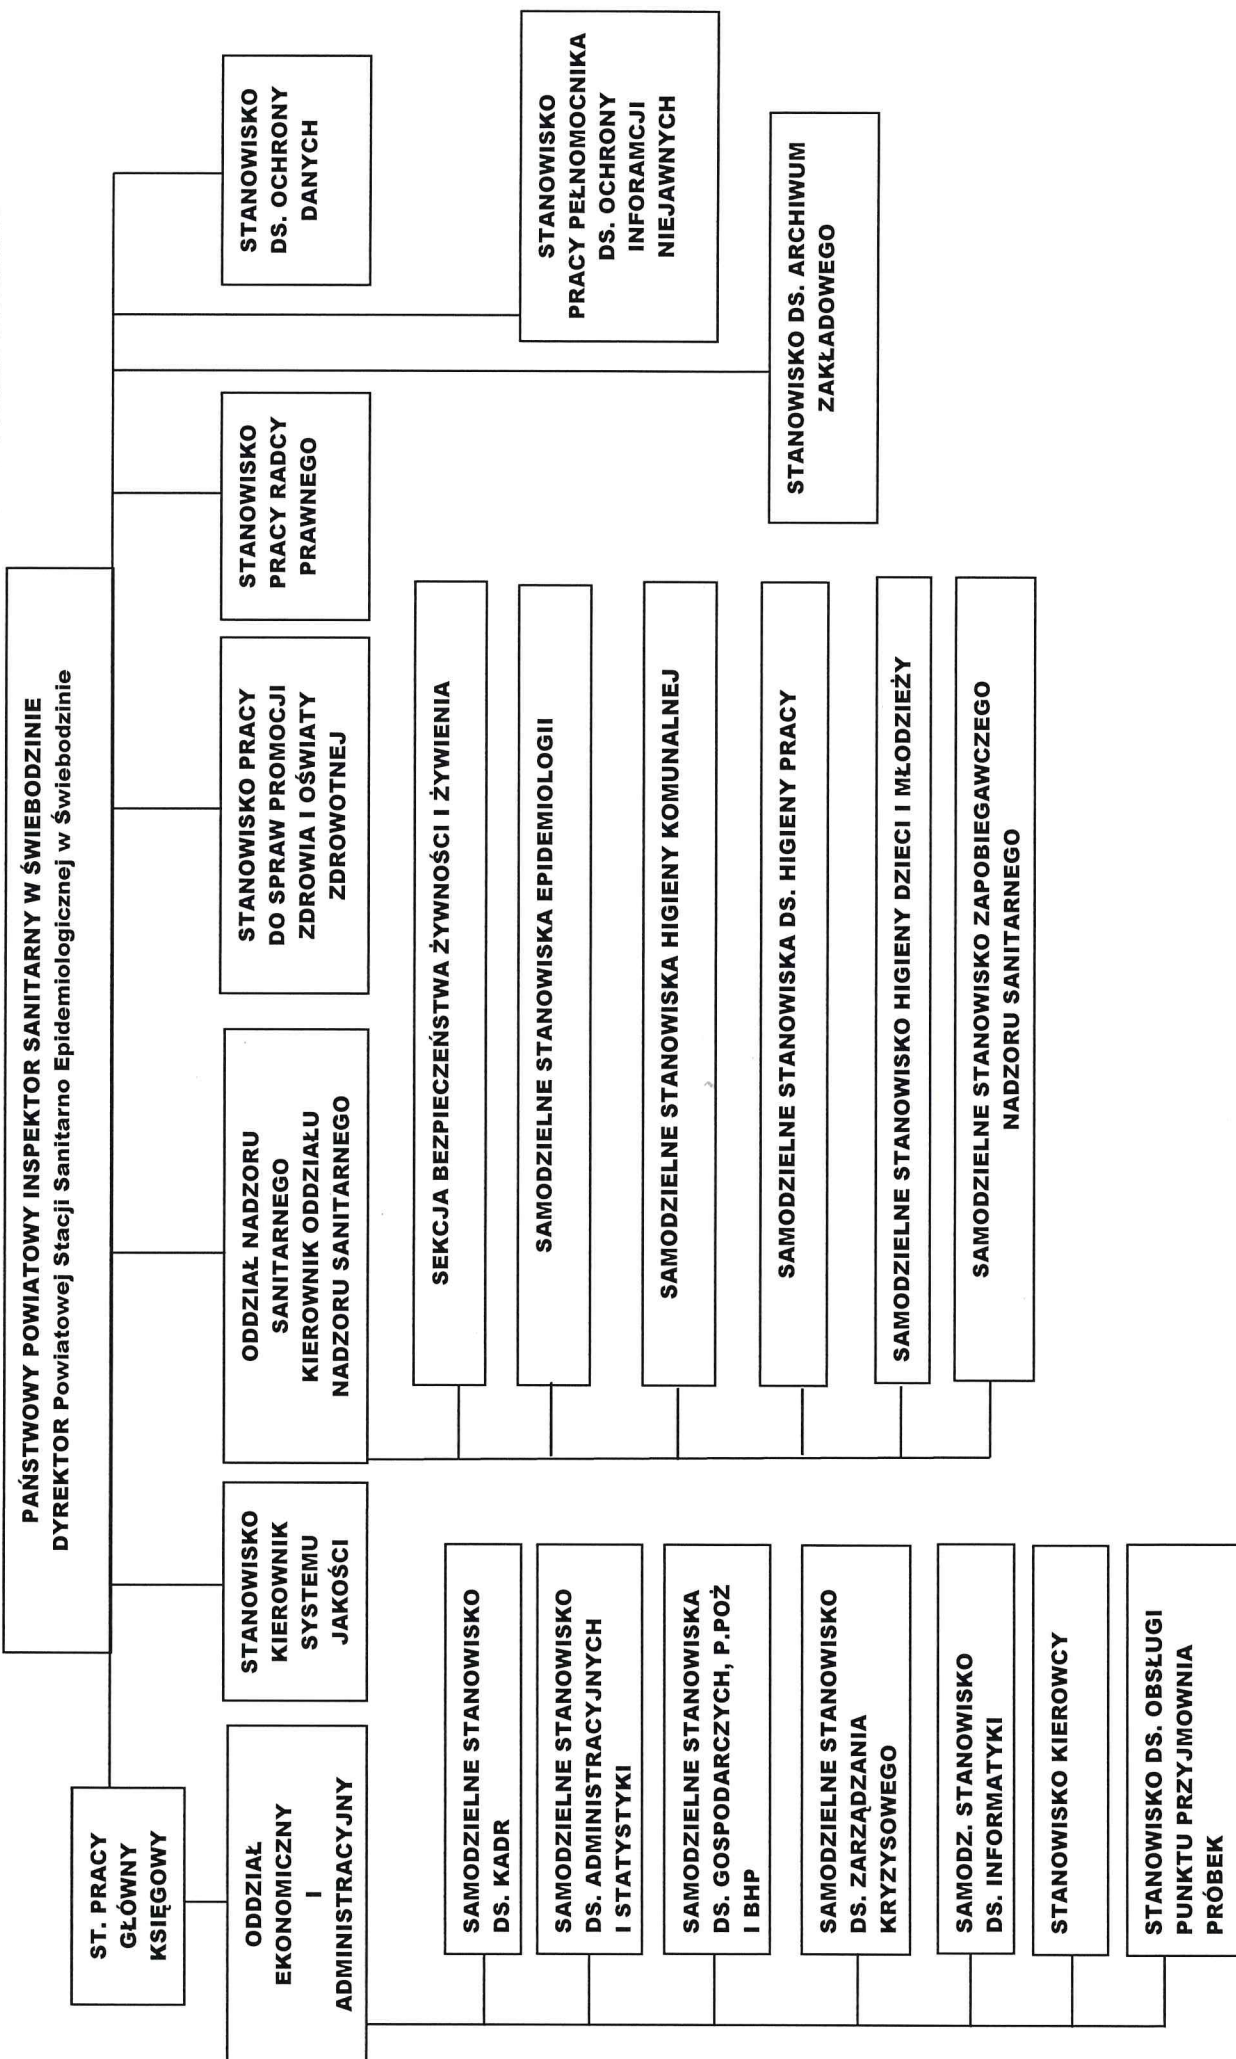 PAŃSTWOWY POWIATOWY INSPEKTOR SANITARNY W ŚWIEBODZINIE
DYREKTOR Powiatowej Stacji Sanitarno Epidemiologicznej w Świebodzinie
ST. PRACY
GŁÓWNY
KSIĘGOWY
ODDZIAŁ
EKONOMICZNY
I
ADMINISTRACYJNY
SAMODZIELNE STANOWISKO
DS. KADR
SAMODZIELNE STANOWISKO
DS. ADMINISTRACYJNYCH
I STATYSTYKI
SAMODZIELNE STANOWISKA
DS. GOSPODARCZYCH, P.POŻ
I BHP
SAMODZIELNE STANOWISKO
DS. ZARZĄDZANIA
KRYZYSOWEGO
SAMODZ. STANOWISKO
DS. INFORMATYKI
STANOWISKO KIEROWCY
STANOWISKO DS. OBSŁUGI
PUNKTU PRZYJMOWNIA
PRÓBEK
STANOWISKO
KIEROWNIK
SYSTEMU
JAKOŚCI
ODDZIAŁ NADZORU
SANITARNEGO
KIEROWNIK ODDZIAŁU
NADZORU SANITARNEGO
SEKCJA BEZPIECZEŃSTWA ŻYWNOŚCI I ŻYWIENIA
SAMODZIELNE STANOWISKA EPIDEMIOLOGII
SAMODZIELNE STANOWISKA HIGIENY KOMUNALNEJ
SAMODZIELNE STANOWISKA DS. HIGIENY PRACY
SAMODZIELNE STANOWISKO HIGIENY DZIECI I MŁODZIEŻY
SAMODZIELNE STANOWISKO ZAPOBIEGAWCZEGO
NADZORU SANITARNEGO
STANOWISKO PRACY
DO SPRAW PROMOCJI
ZDROWIA I OŚWIATY
ZDROWOTNEJ
STANOWISKO
PRACY RADCY
PRAWNEGO
STANOWISKO
DS. OCHRONY
DANYCH
STANOWISKO
PRACY PEŁNOMOCNIKA
DS. OCHRONY
INFORAMCJI
NIEJAWNYCH
STANOWISKO DS. ARCHIWUM
ZAKŁADOWEGO